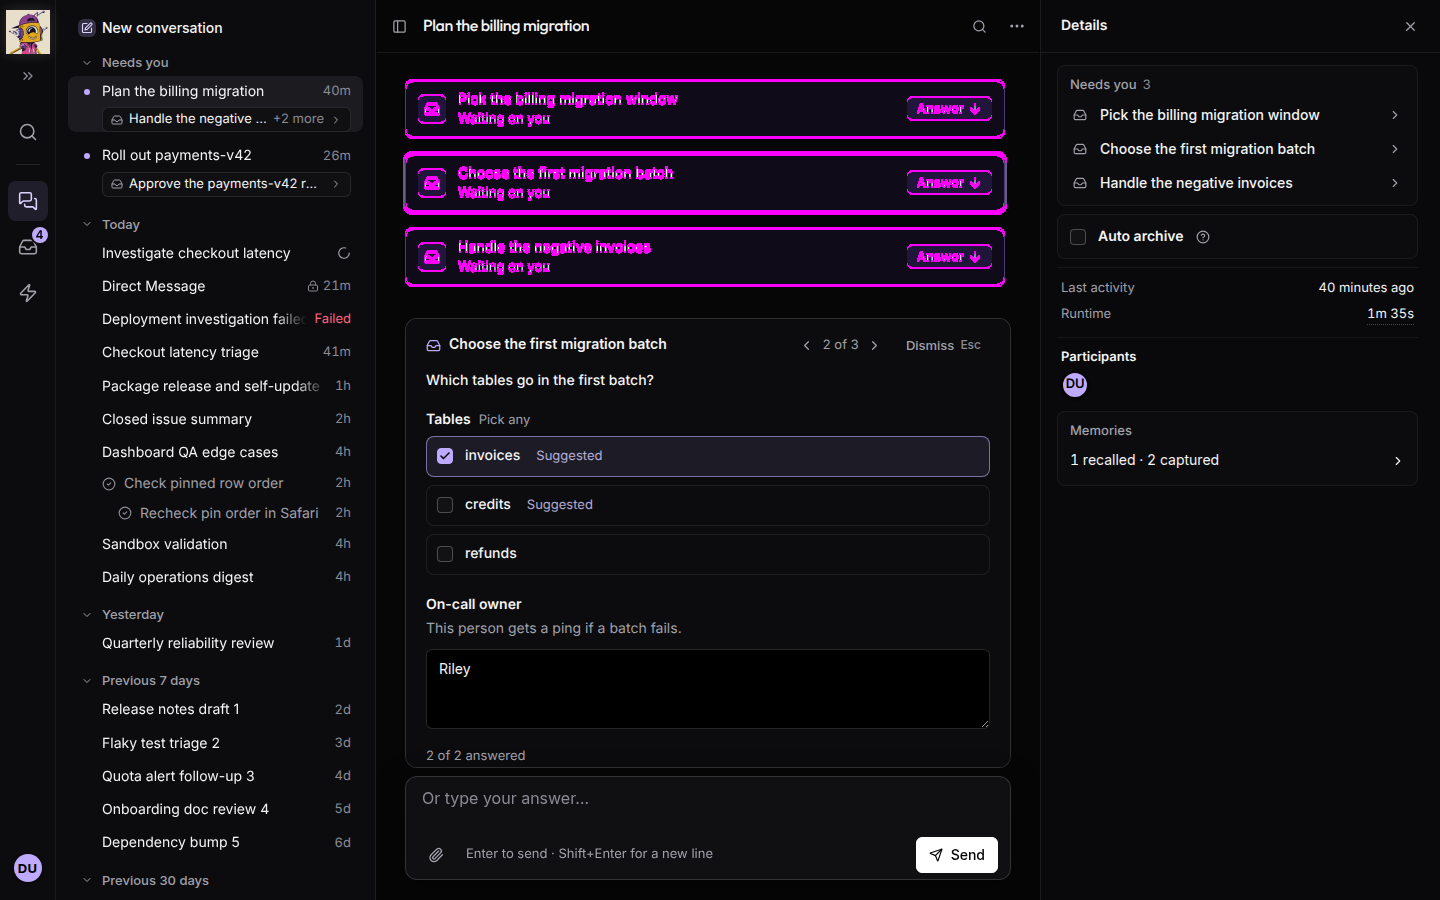 New conversation
Needs you
Plan the billing migration 40m
Handle the negative ... +2 more
Roll out payments-v42 26m
Approve the payments-v42 r...
Today
Investigate checkout latency
4
Direct Message 21m
Deployment investigation failed Failed
Checkout latency triage 41m
Package release and self-update 1h
Closed issue summary 2h
Dashboard QA edge cases 4h
Check pinned row order 2h
Recheck pin order in Safari 2h
Sandbox validation 4h
Daily operations digest 4h
Yesterday
Quarterly reliability review 1d
Previous 7 days
Release notes draft 1 2d
Flaky test triage 2 3d
Quota alert follow-up 3 4d
Onboarding doc review 4 5d
Dependency bump 5 6d
Previous 30 days
DU
Plan the billing migration
Pick the billing migration window
Waiting on you
Answer
Choose the first migration batch
Waiting on you
Answer
Handle the negative invoices
Waiting on you
Answer
Choose the first migration batch 2 of 3 Dismiss Esc
Which tables go in the first batch?
Tables Pick any
invoices Suggested
credits Suggested
refunds
On-call owner
This person gets a ping if a batch fails.
Riley
2 of 2 answered
Or type your answer...
Enter to send · Shift+Enter for a new line
Send
Details
Needs you 3
Pick the billing migration window
Choose the first migration batch
Handle the negative invoices
Auto archive
Last activity 40 minutes ago
Runtime 1m 35s
Participants
DU
Memories
1 recalled · 2 captured